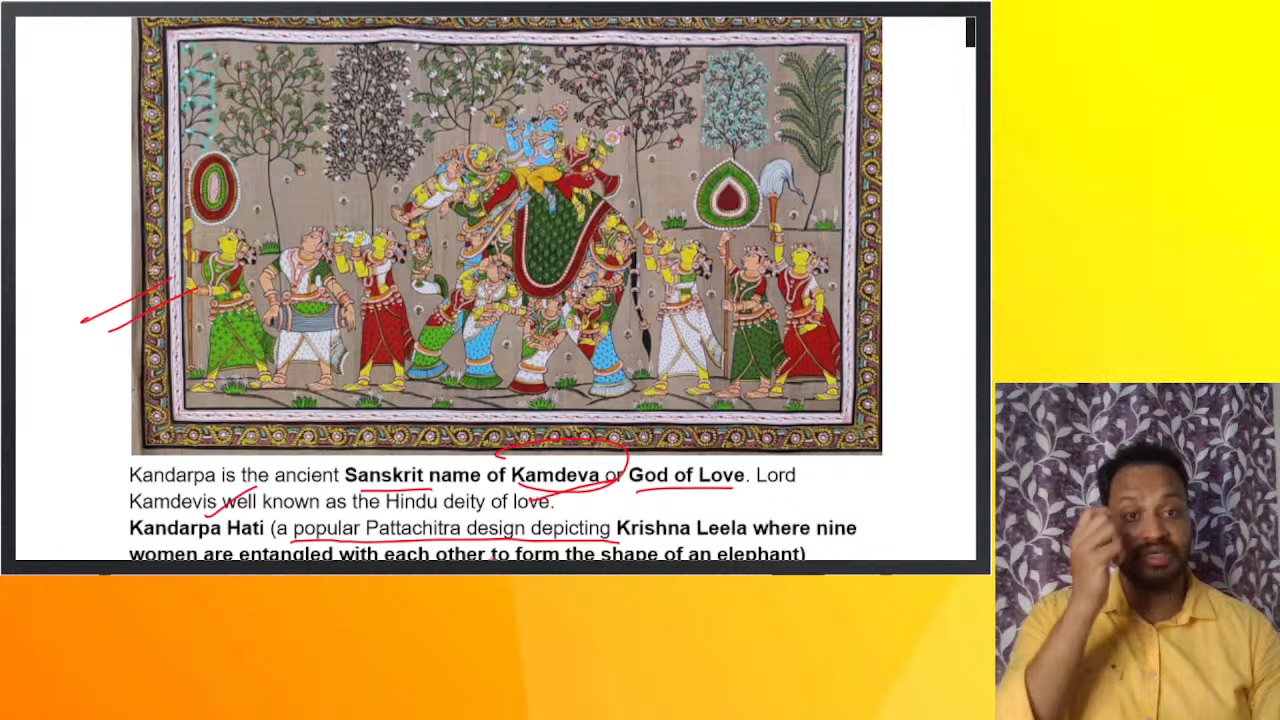 Kandarpa is the ancient Sanskrit name of Kamdeva or God of Love. Lord
Kamdevis well known as the Hindu deity of love.
Kandarpa Hati (a popular Pattachitra design depicting Krishna Leela where nine
women are entangled with each other to form the shape of an elephant)